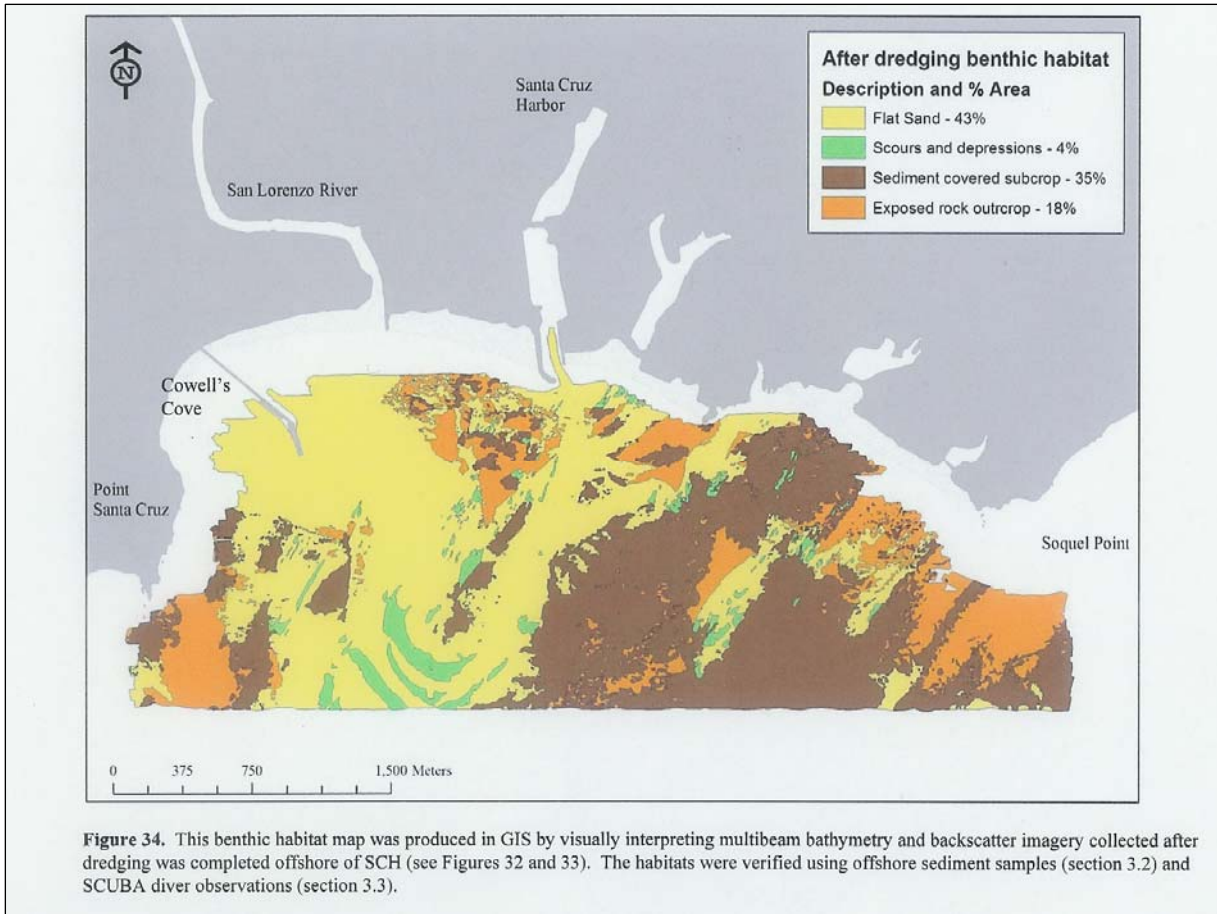 N
Santa Cruz
Harbor
San Lorenzo River
After dredging benthic habitat
Description and % Area
Flat Sand - 43%
Scours and depressions - 4%
Sediment covered subcrop - 35%
Exposed rock outrcrop - 18%
Cowell's
Cove
Point
Santa Cruz
Soquel Point
0 375 750 1,500 Meters
Figure 34. This benthic habitat map was produced in GIS by visually interpreting multibeam bathymetry and backscatter imagery collected after
dredging was completed offshore of SCH (see Figures 32 and 33). The habitats were verified using offshore sediment samples (section 3.2) and
SCUBA diver observations (section 3.3).